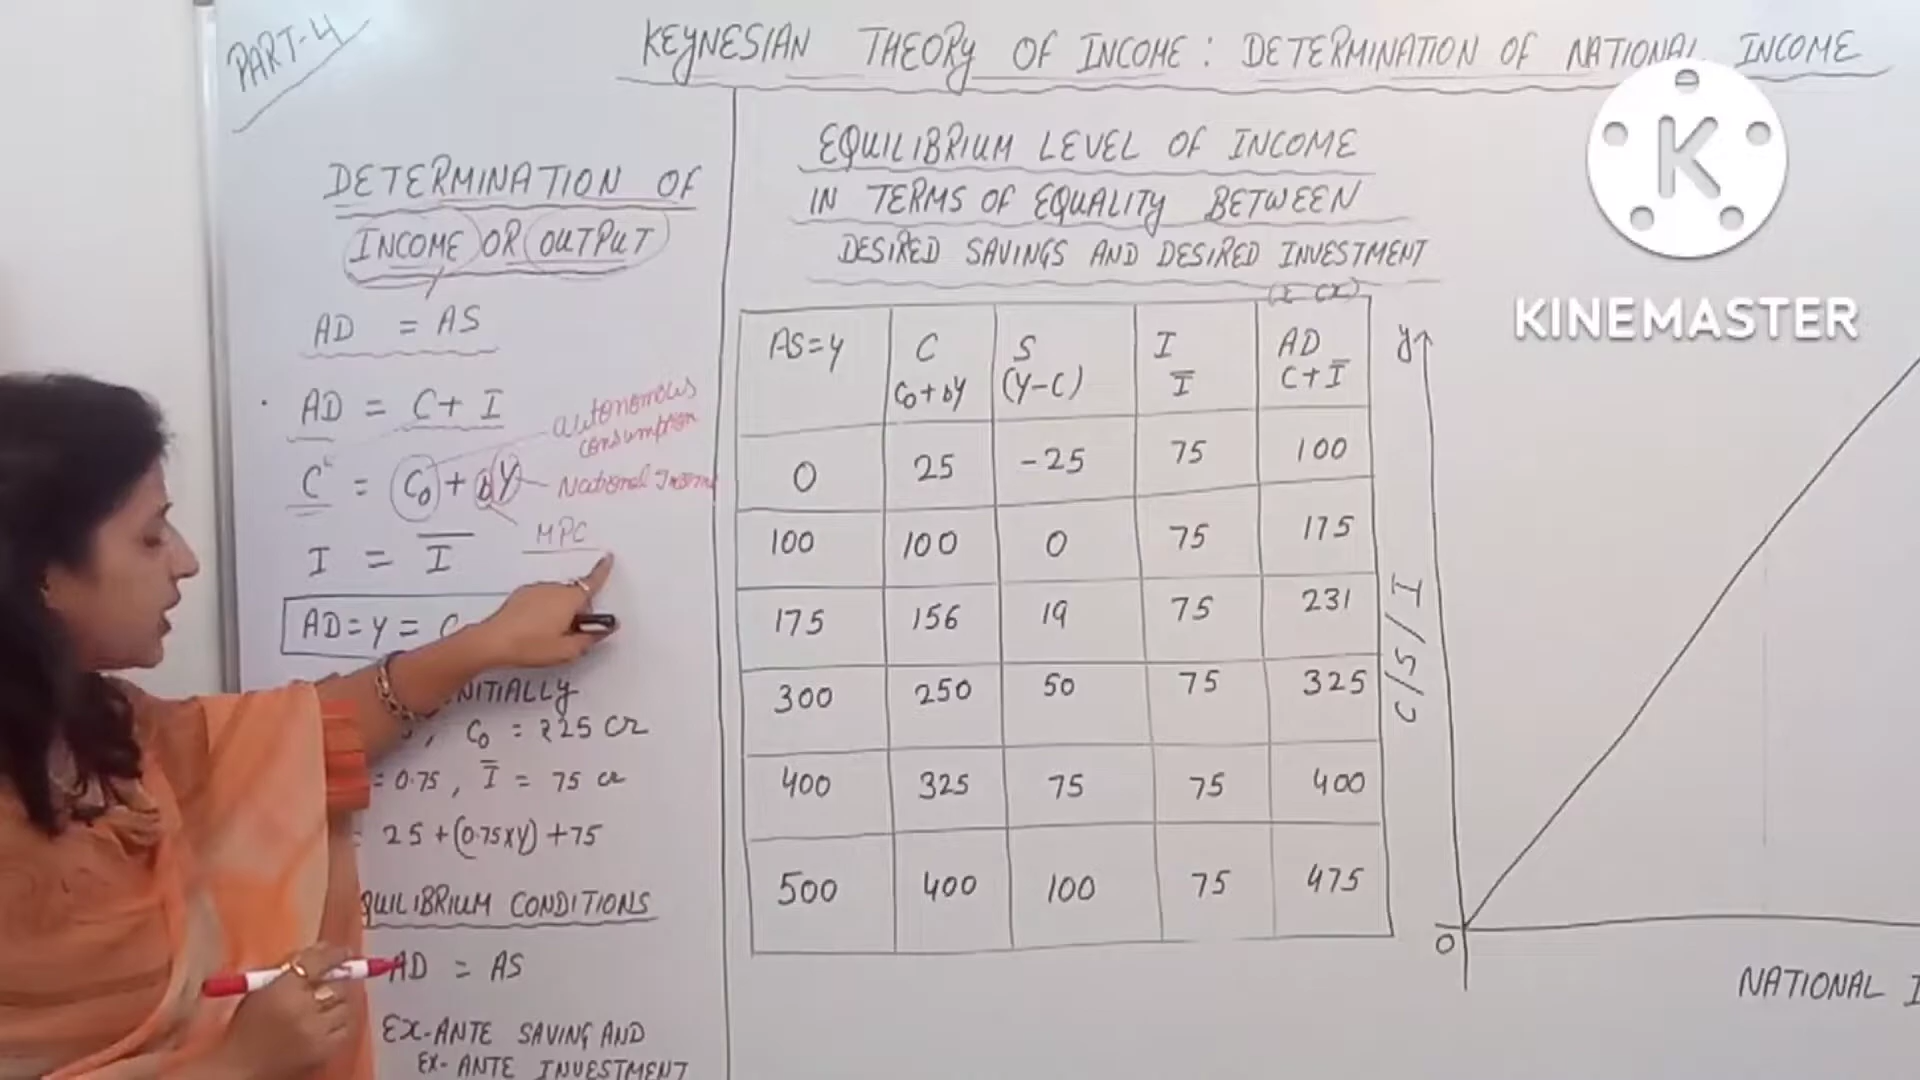 PART-4
KEYNESIAN THEORY OF INCOME : DETERMINATION OF NATIONAL INCOME
DETERMINATION OF
INCOME OR OUTPUT
AD = AS
AD = C + I
autonomous
consumption
C = C0 + bY
National
MPC
I = I̅
AD = Y = C
INITIALLY
, C0 = ₹25 cr
= 0.75, I̅ = 75 cr
= 25 + (0.75xY) + 75
QUILIBRIUM CONDITIONS
AD = AS
EX-ANTE SAVING AND
EX-ANTE INVESTMENT
EQUILIBRIUM LEVEL OF INCOME
IN TERMS OF EQUALITY BETWEEN
DESIRED SAVINGS AND DESIRED INVESTMENT
AS=Y C S I AD
C0+bY (Y-C) I̅ C+I̅
0 25 -25 75 100
100 100 0 75 175
175 156 19 75 231
300 250 50 75 325
400 325 75 75 400
500 400 100 75 475
Y
C/S/I
O
NATIONAL I
K
KINEMASTER